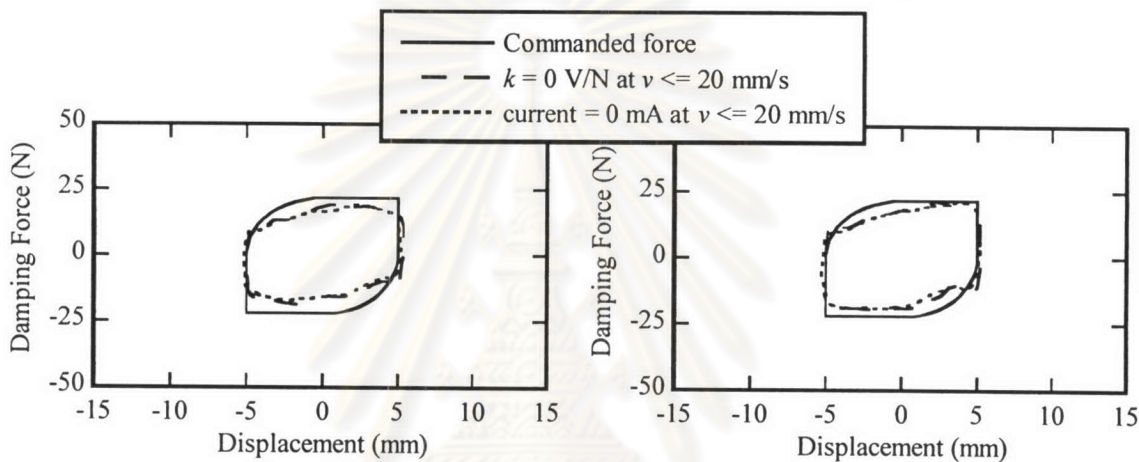 Commanded force
k = 0 V/N at v <= 20 mm/s
current = 0 mA at v <= 20 mm/s
Damping Force (N)
50
25
0
-25
-50
-15 -10 -5 0 5 10 15
Displacement (mm)
Damping Force (N)
50
25
0
-25
-50
-15 -10 -5 0 5 10 15
Displacement (mm)